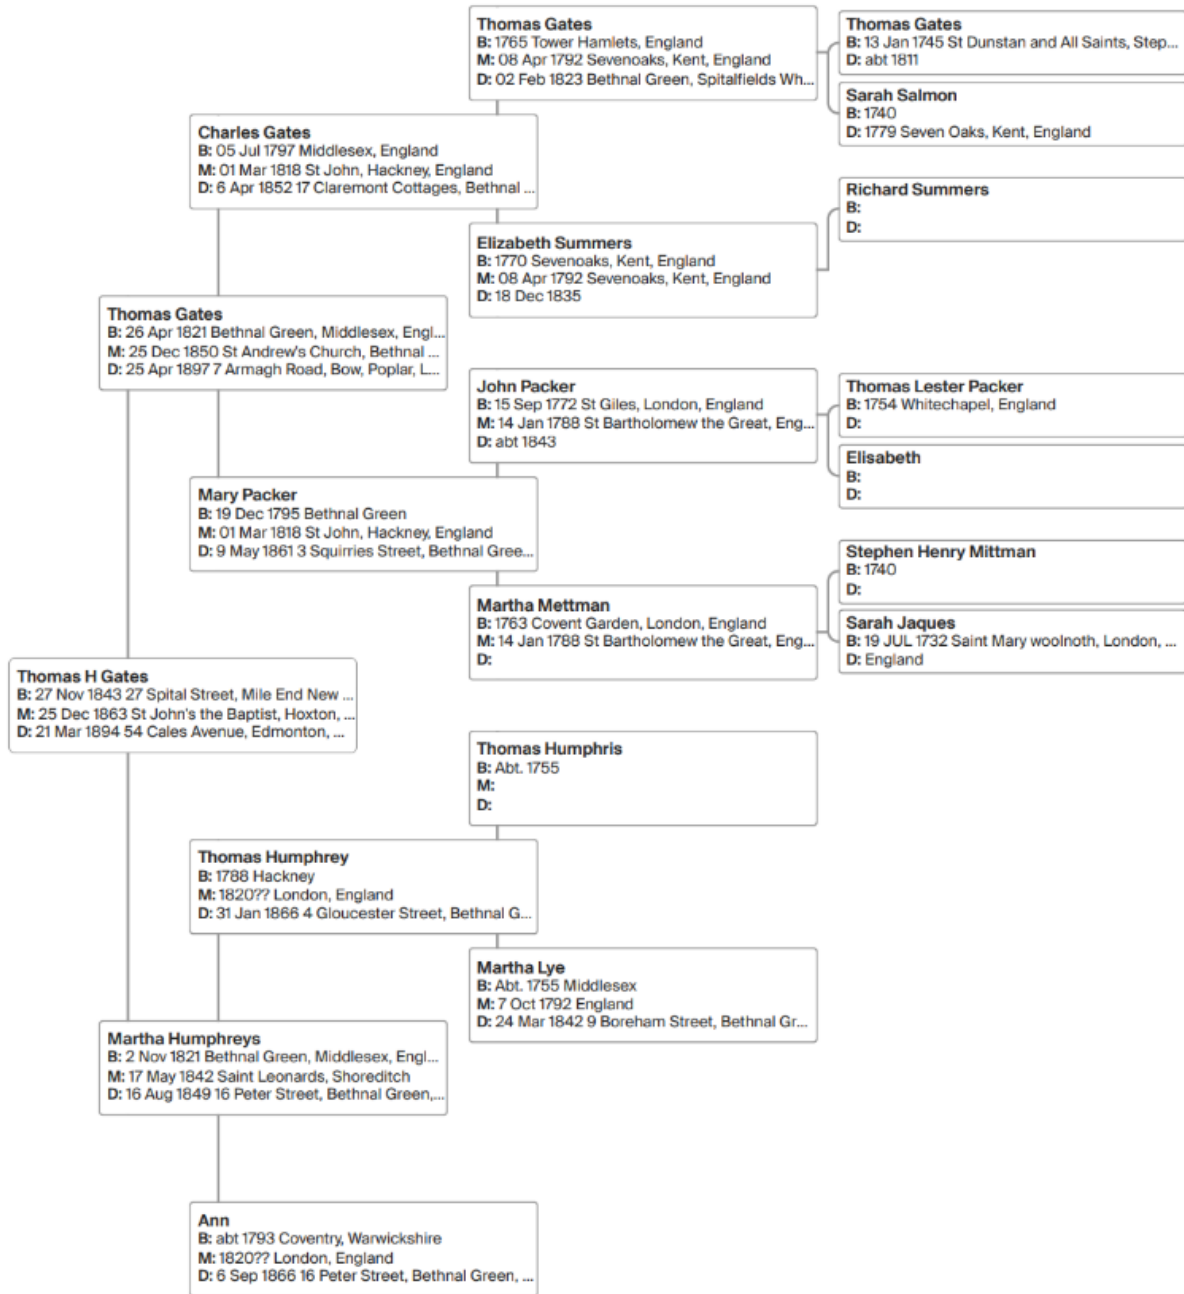 Thomas Gates
B: 1765 Tower Hamlets, England
M: 08 Apr 1792 Sevenoaks, Kent, England
D: 02 Feb 1823 Bethnal Green, Spitalfields Wh...
Thomas Gates
B: 13 Jan 1745 St Dunstan and All Saints, Step...
D: abt 1811
Sarah Salmon
B: 1740
D: 1779 Seven Oaks, Kent, England
Charles Gates
B: 05 Jul 1797 Middlesex, England
M: 01 Mar 1818 St John, Hackney, England
D: 6 Apr 1852 17 Claremont Cottages, Bethnal ...
Richard Summers
B:
D:
Elizabeth Summers
B: 1770 Sevenoaks, Kent, England
M: 08 Apr 1792 Sevenoaks, Kent, England
D: 18 Dec 1835
Thomas Gates
B: 26 Apr 1821 Bethnal Green, Middlesex, Engl...
M: 25 Dec 1850 St Andrew's Church, Bethnal ...
D: 25 Apr 1897 7 Armagh Road, Bow, Poplar, L...
John Packer
B: 15 Sep 1772 St Giles, London, England
M: 14 Jan 1788 St Bartholomew the Great, Eng...
D: abt 1843
Thomas Lester Packer
B: 1754 Whitechapel, England
D:
Elisabeth
B:
D:
Mary Packer
B: 19 Dec 1795 Bethnal Green
M: 01 Mar 1818 St John, Hackney, England
D: 9 May 1861 3 Squirries Street, Bethnal Gree...
Stephen Henry Mittman
B: 1740
D:
Martha Mettman
B: 1763 Covent Garden, London, England
M: 14 Jan 1788 St Bartholomew the Great, Eng...
D:
Sarah Jaques
B: 19 JUL 1732 Saint Mary woolnoth, London, ...
D: England
Thomas H Gates
B: 27 Nov 1843 27 Spital Street, Mile End New ...
M: 25 Dec 1863 St John's the Baptist, Hoxton, ...
D: 21 Mar 1894 54 Cales Avenue, Edmonton, ...
Thomas Humphris
B: Abt. 1755
M:
D:
Thomas Humphrey
B: 1788 Hackney
M: 1820?? London, England
D: 31 Jan 1866 4 Gloucester Street, Bethnal G...
Martha Lye
B: Abt. 1755 Middlesex
M: 7 Oct 1792 England
D: 24 Mar 1842 9 Boreham Street, Bethnal Gr...
Martha Humphreys
B: 2 Nov 1821 Bethnal Green, Middlesex, Engl...
M: 17 May 1842 Saint Leonards, Shoreditch
D: 16 Aug 1849 16 Peter Street, Bethnal Green,...
Ann
B: abt 1793 Coventry, Warwickshire
M: 1820?? London, England
D: 6 Sep 1866 16 Peter Street, Bethnal Green, ...